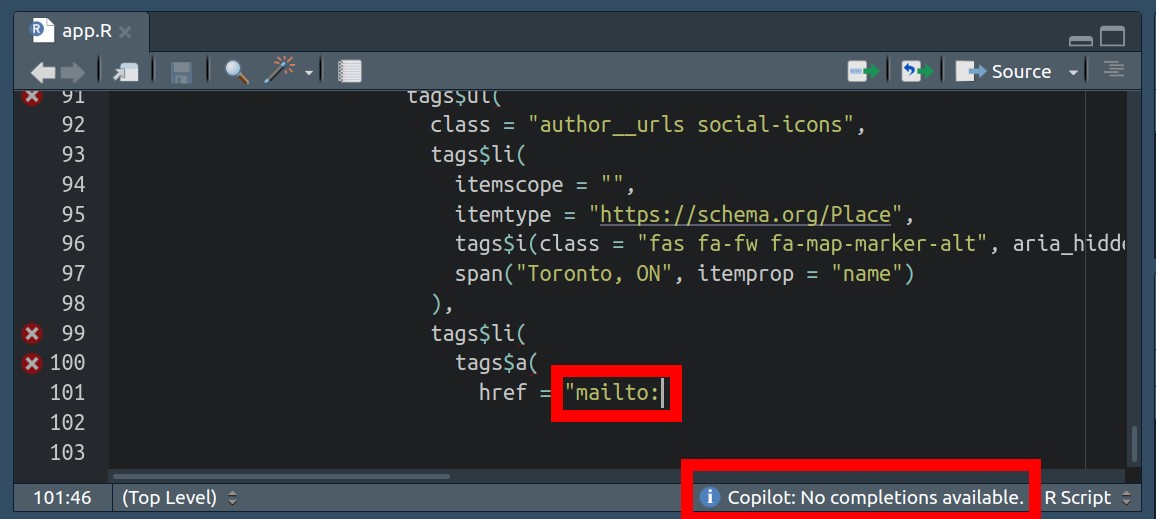 app.R
Source
91 tags$ul(
92 class = "author__urls social-icons",
93 tags$li(
94 itemscope = "",
95 itemtype = "https://schema.org/Place",
96 tags$i(class = "fas fa-fw fa-map-marker-alt", aria_hidde
97 span("Toronto, ON", itemprop = "name")
98 ),
99 tags$li(
100 tags$a(
101 href = "mailto:
102
103
101:46 (Top Level) Copilot: No completions available. R Script